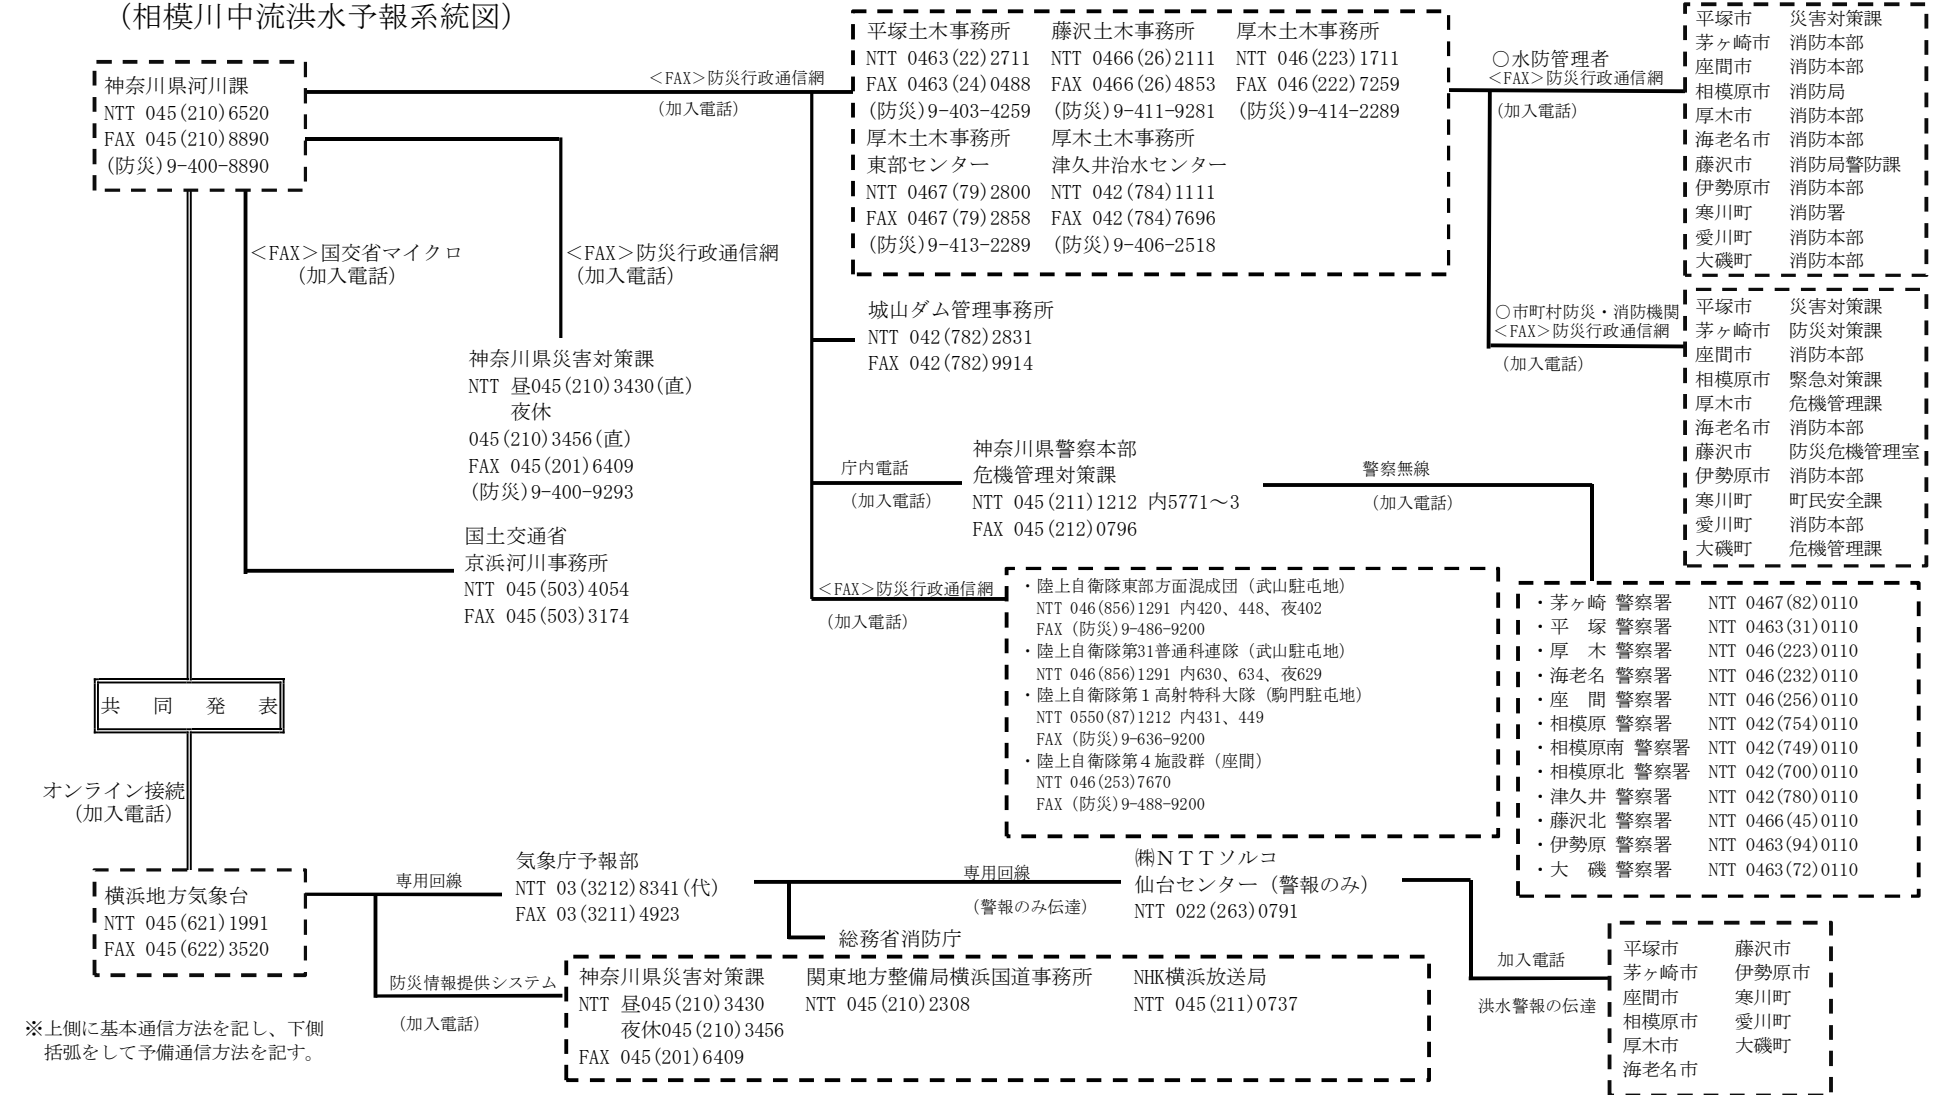 （相模川中流洪水予報系統図）
神奈川県河川課
NTT 045(210)6520
FAX 045(210)8890
(防災)9-400-8890
＜FAX＞防災行政通信網
（加入電話）
平塚土木事務所　藤沢土木事務所　厚木土木事務所
NTT 0463(22)2711　NTT 0466(26)2111　NTT 046(223)1711
FAX 0463(24)0488　FAX 0466(26)4853　FAX 046(222)7259
(防災)9-403-4259　(防災)9-411-9281　(防災)9-414-2289
厚木土木事務所　厚木土木事務所
東部センター　津久井治水センター
NTT 0467(79)2800　NTT 042(784)1111
FAX 0467(79)2858　FAX 042(784)7696
(防災)9-413-2289　(防災)9-406-2518
○水防管理者
＜FAX＞防災行政通信網
（加入電話）
平塚市　災害対策課
茅ヶ崎市　消防本部
座間市　消防本部
相模原市　消防局
厚木市　消防本部
海老名市　消防本部
藤沢市　消防局警防課
伊勢原市　消防本部
寒川町　消防署
愛川町　消防本部
大磯町　消防本部
○市町村防災・消防機関
＜FAX＞防災行政通信網
（加入電話）
平塚市　災害対策課
茅ヶ崎市　防災対策課
座間市　消防本部
相模原市　緊急対策課
厚木市　危機管理課
海老名市　消防本部
藤沢市　防災危機管理室
伊勢原市　消防本部
寒川町　町民安全課
愛川町　消防本部
大磯町　危機管理課
＜FAX＞国交省マイクロ
（加入電話）
＜FAX＞防災行政通信網
（加入電話）
城山ダム管理事務所
NTT 042(782)2831
FAX 042(782)9914
神奈川県災害対策課
NTT 昼045(210)3430(直)
夜休
045(210)3456(直)
FAX 045(201)6409
(防災)9-400-9293
国土交通省
京浜河川事務所
NTT 045(503)4054
FAX 045(503)3174
庁内電話
（加入電話）
神奈川県警察本部
危機管理対策課
NTT 045(211)1212 内5771～3
FAX 045(212)0796
警察無線
（加入電話）
＜FAX＞防災行政通信網
（加入電話）
・陸上自衛隊東部方面混成団（武山駐屯地）
NTT 046(856)1291 内420、448、夜402
FAX (防災)9-486-9200
・陸上自衛隊第31普通科連隊（武山駐屯地）
NTT 046(856)1291 内630、634、夜629
・陸上自衛隊第１高射特科大隊（駒門駐屯地）
NTT 0550(87)1212 内431、449
FAX (防災)9-636-9200
・陸上自衛隊第４施設群（座間）
NTT 046(253)7670
FAX (防災)9-488-9200
・茅ヶ崎 警察署　NTT 0467(82)0110
・平　塚 警察署　NTT 0463(31)0110
・厚　木 警察署　NTT 046(223)0110
・海老名 警察署　NTT 046(232)0110
・座　間 警察署　NTT 046(256)0110
・相模原 警察署　NTT 042(754)0110
・相模原南 警察署　NTT 042(749)0110
・相模原北 警察署　NTT 042(700)0110
・津久井 警察署　NTT 042(780)0110
・藤沢北 警察署　NTT 0466(45)0110
・伊勢原 警察署　NTT 0463(94)0110
・大　磯 警察署　NTT 0463(72)0110
共　同　発　表
オンライン接続
（加入電話）
横浜地方気象台
NTT 045(621)1991
FAX 045(622)3520
専用回線
気象庁予報部
NTT 03(3212)8341(代)
FAX 03(3211)4923
専用回線
（警報のみ伝達）
総務省消防庁
㈱ＮＴＴソルコ
仙台センター（警報のみ）
NTT 022(263)0791
防災情報提供システム
（加入電話）
神奈川県災害対策課　関東地方整備局横浜国道事務所　NHK横浜放送局
NTT 昼045(210)3430　NTT 045(210)2308　NTT 045(211)0737
夜休045(210)3456
FAX 045(201)6409
加入電話
洪水警報の伝達
平塚市　藤沢市
茅ヶ崎市　伊勢原市
座間市　寒川町
相模原市　愛川町
厚木市　大磯町
海老名市
※上側に基本通信方法を記し、下側
括弧をして予備通信方法を記す。